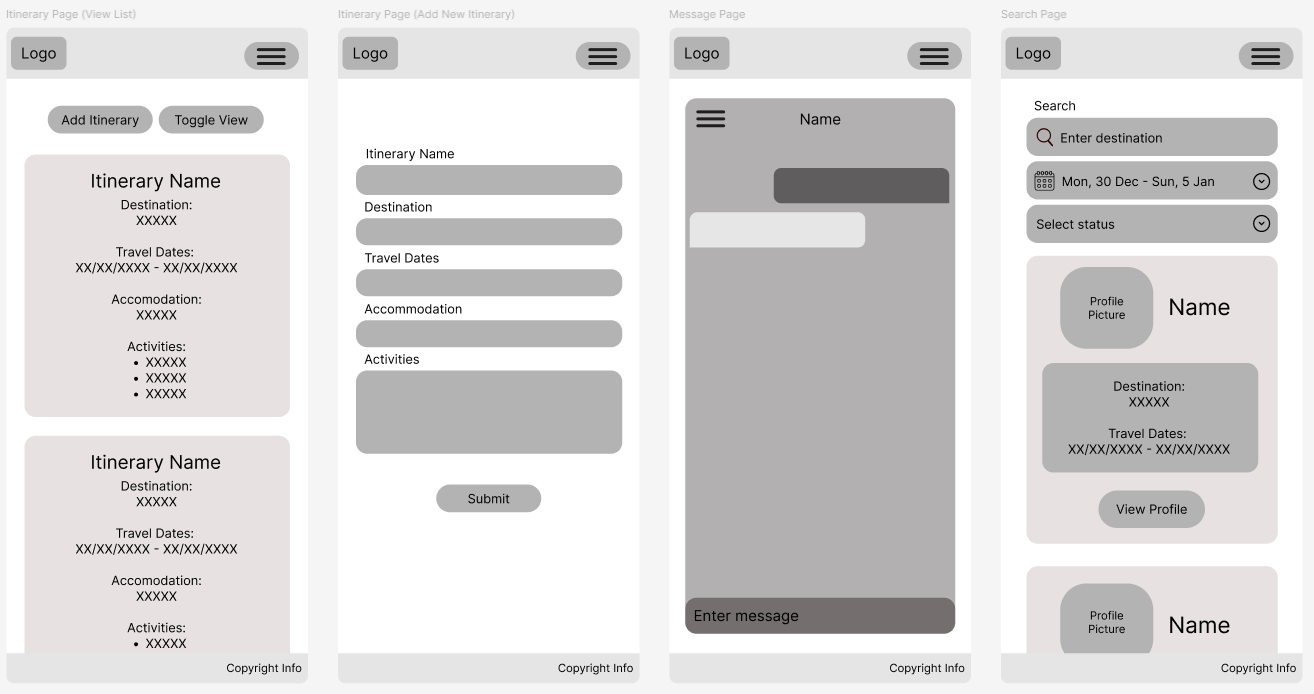 Itinerary Page (View List)
Logo
Add Itinerary
Toggle View
Itinerary Name
Destination:
XXXXX
Travel Dates:
XX/XX/XXXX - XX/XX/XXXX
Accomodation:
XXXXX
Activities:
• XXXXX
• XXXXX
• XXXXX
Itinerary Name
Destination:
XXXXX
Travel Dates:
XX/XX/XXXX - XX/XX/XXXX
Accomodation:
XXXXX
Activities:
• XXXXX
Copyright Info
Itinerary Page (Add New Itinerary)
Logo
Itinerary Name
Destination
Travel Dates
Accommodation
Activities
Submit
Copyright Info
Message Page
Logo
Name
Enter message
Copyright Info
Search Page
Logo
Search
Enter destination
Mon, 30 Dec - Sun, 5 Jan
Select status
Profile
Picture
Name
Destination:
XXXXX
Travel Dates:
XX/XX/XXXX - XX/XX/XXXX
View Profile
Profile
Picture
Name
Copyright Info